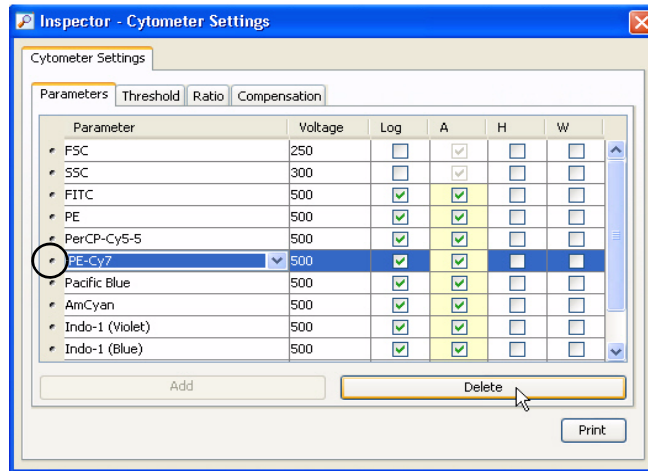 Inspector - Cytometer Settings
Cytometer Settings
Parameters Threshold Ratio Compensation
Parameter Voltage Log A H W
FSC 250
SSC 300
FITC 500
PE 500
PerCP-Cy5-5 500
PE-Cy7 500
Pacific Blue 500
AmCyan 500
Indo-1 (Violet) 500
Indo-1 (Blue) 500
Add Delete
Print